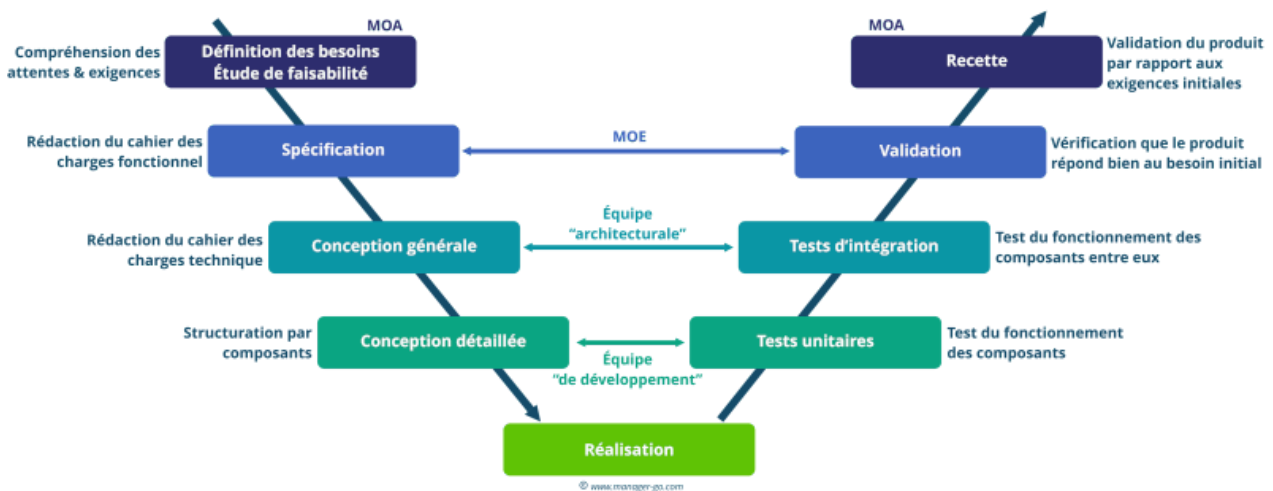 MOA
MOA
Compréhension des
attentes & exigences
Définition des besoins
Étude de faisabilité
Recette
Validation du produit
par rapport aux
exigences initiales
Rédaction du cahier des
charges fonctionnel
Spécification
MOE
Validation
Vérification que le produit
répond bien au besoin initial
Rédaction du cahier des
charges technique
Conception générale
Équipe
“architecturale”
Tests d’intégration
Test du fonctionnement des
composants entre eux
Structuration par
composants
Conception détaillée
Équipe
“de développement”
Tests unitaires
Test du fonctionnement
des composants
Réalisation
© www.manager-go.com